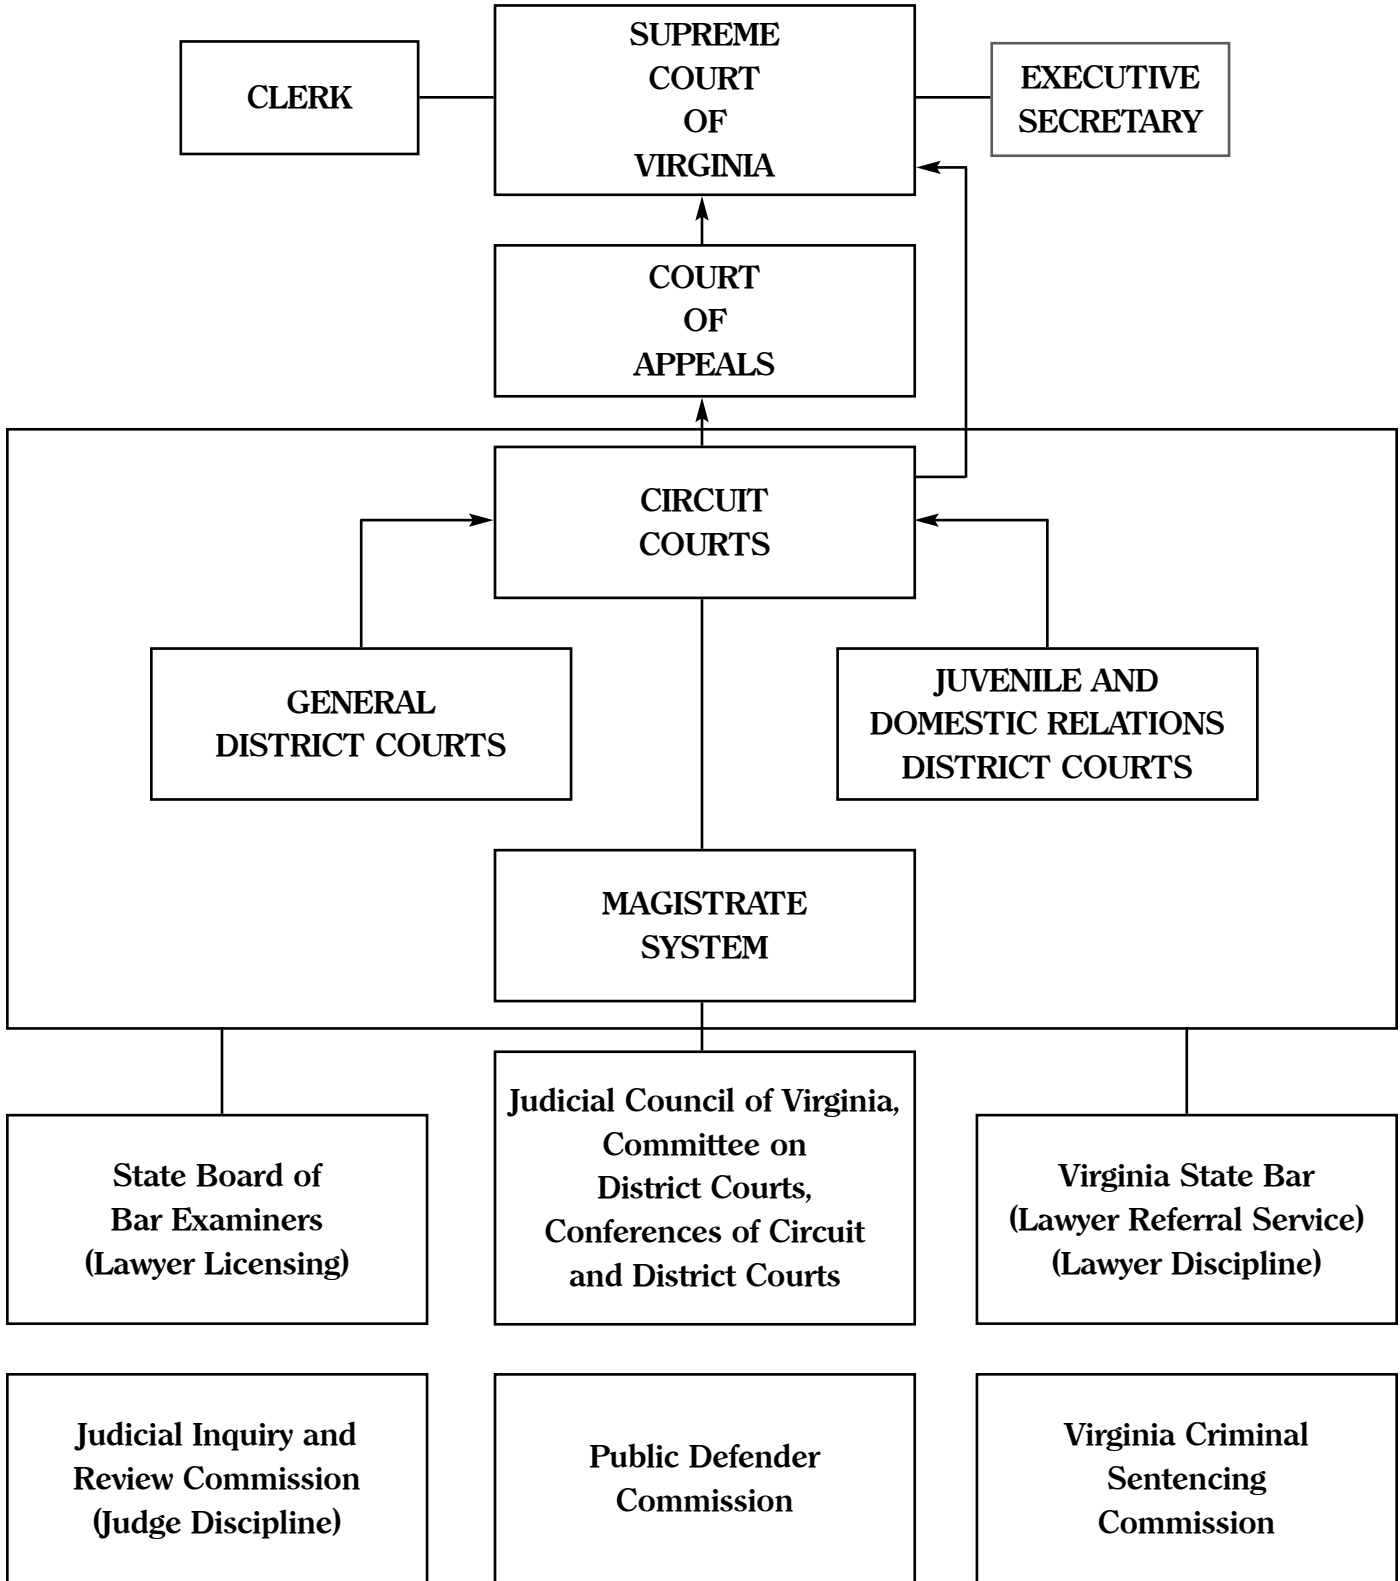 SUPREME
COURT
OF
VIRGINIA
CLERK
EXECUTIVE
SECRETARY
COURT
OF
APPEALS
CIRCUIT
COURTS
GENERAL
DISTRICT COURTS
JUVENILE AND
DOMESTIC RELATIONS
DISTRICT COURTS
MAGISTRATE
SYSTEM
State Board of
Bar Examiners
(Lawyer Licensing)
Judicial Council of Virginia,
Committee on
District Courts,
Conferences of Circuit
and District Courts
Virginia State Bar
(Lawyer Referral Service)
(Lawyer Discipline)
Judicial Inquiry and
Review Commission
(Judge Discipline)
Public Defender
Commission
Virginia Criminal
Sentencing
Commission